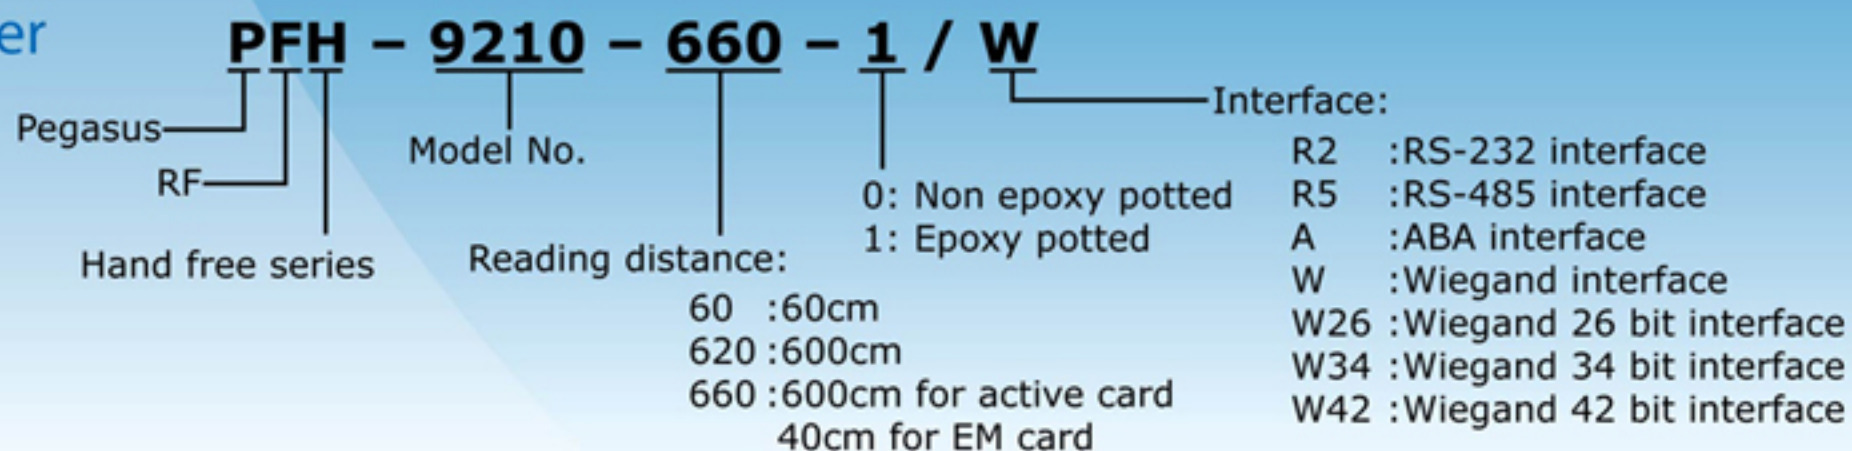 er
PFH – 9210 – 660 – 1 / W
Pegasus
RF
Hand free series
Model No.
Reading distance:
60 :60cm
620 :600cm
660 :600cm for active card
40cm for EM card
0: Non epoxy potted
1: Epoxy potted
Interface:
R2 :RS-232 interface
R5 :RS-485 interface
A :ABA interface
W :Wiegand interface
W26 :Wiegand 26 bit interface
W34 :Wiegand 34 bit interface
W42 :Wiegand 42 bit interface